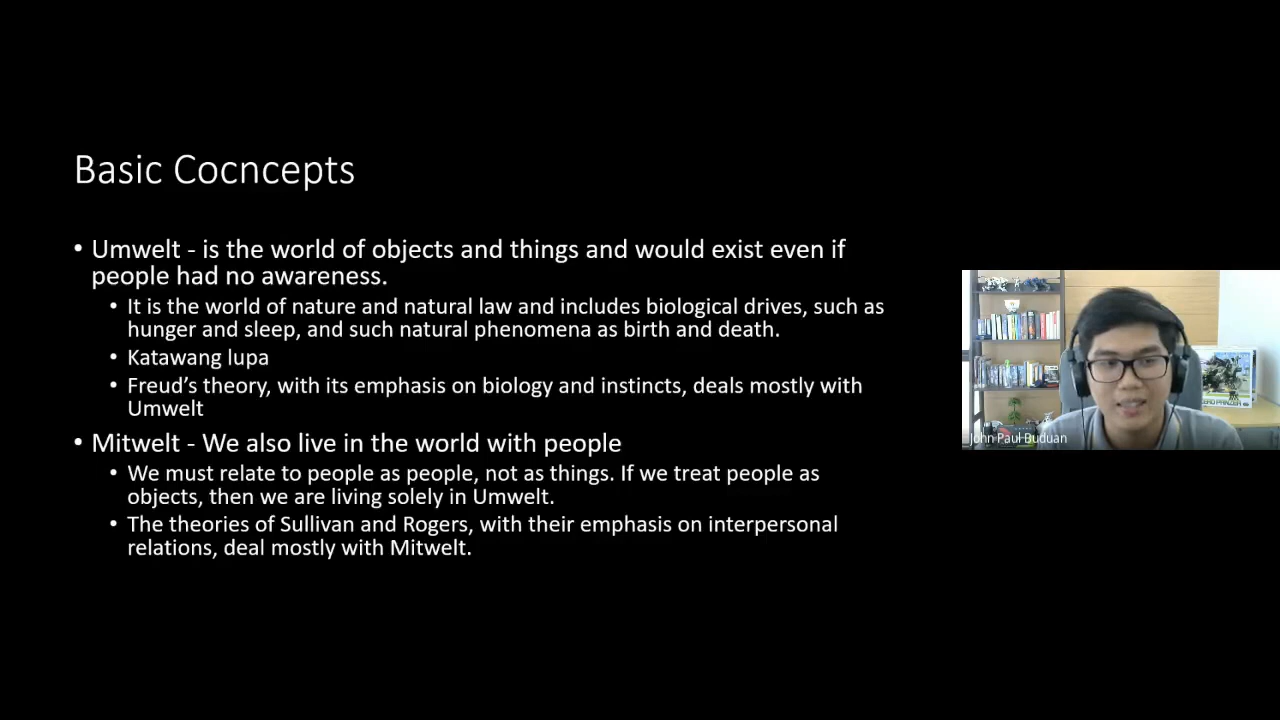 Basic Cocncepts
• Umwelt - is the world of objects and things and would exist even if
people had no awareness.
• It is the world of nature and natural law and includes biological drives, such as
hunger and sleep, and such natural phenomena as birth and death.
• Katawang lupa
• Freud’s theory, with its emphasis on biology and instincts, deals mostly with
Umwelt
• Mitwelt - We also live in the world with people
• We must relate to people as people, not as things. If we treat people as
objects, then we are living solely in Umwelt.
• The theories of Sullivan and Rogers, with their emphasis on interpersonal
relations, deal mostly with Mitwelt.
John Paul Buduan